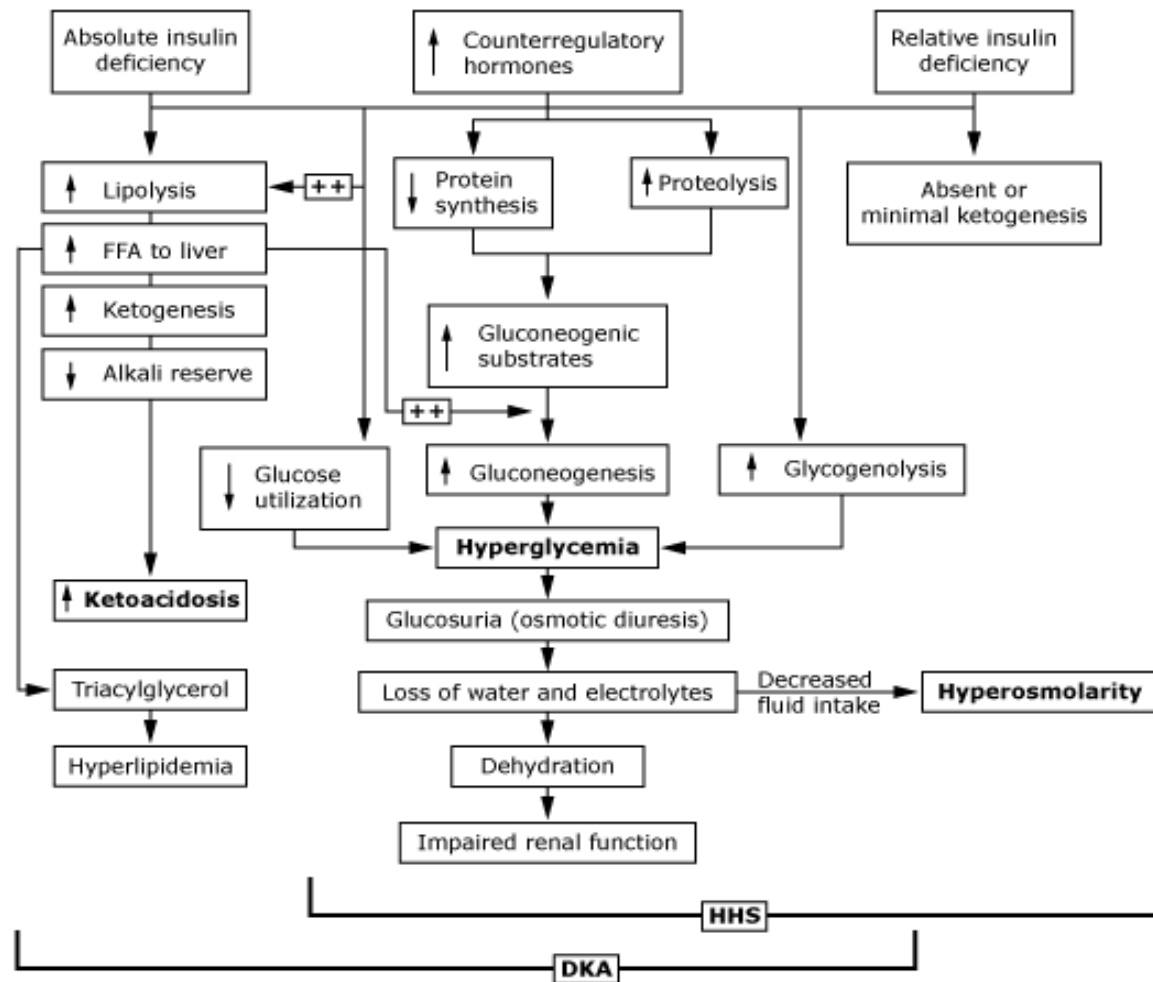 Absolute insulin
deficiency
↑ Counterregulatory
hormones
Relative insulin
deficiency
↑ Lipolysis
++
↓ Protein
synthesis
↑ Proteolysis
Absent or
minimal ketogenesis
↑ FFA to liver
↑ Ketogenesis
↓ Alkali reserve
↑ Gluconeogenic
substrates
++
↓ Glucose
utilization
↑ Gluconeogenesis
↑ Glycogenolysis
Hyperglycemia
↑ Ketoacidosis
Glucosuria (osmotic diuresis)
Triacylglycerol
Loss of water and electrolytes
Decreased
fluid intake
Hyperosmolarity
Hyperlipidemia
Dehydration
Impaired renal function
HHS
DKA